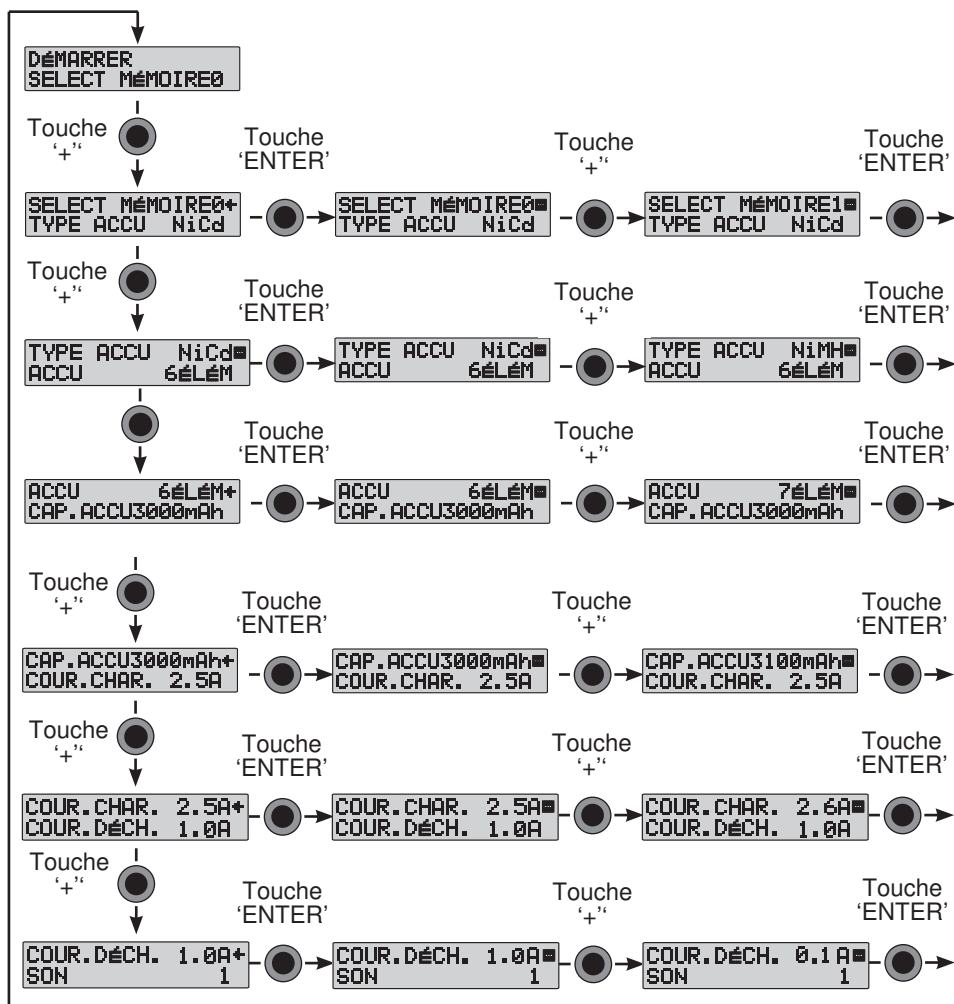 DéMARRER
SELECT MéMOIRE0
Touche
‘+‘‘
Touche
‘ENTER’
Touche
‘+‘‘
Touche
‘ENTER’
SELECT MéMOIRE0
TYPE ACCU NiCd
SELECT MéMOIRE0
TYPE ACCU NiCd
SELECT MéMOIRE1
TYPE ACCU NiCd
Touche
‘+‘‘
Touche
‘ENTER’
Touche
‘+‘‘
Touche
‘ENTER’
TYPE ACCU NiCd
ACCU 6éLéM
TYPE ACCU NiCd
ACCU 6éLéM
TYPE ACCU NiMH
ACCU 6éLéM
Touche
‘ENTER’
Touche
‘+‘‘
Touche
‘ENTER’
ACCU 6éLéM
CAP.ACCU3000mAh
ACCU 6éLéM
CAP.ACCU3000mAh
ACCU 7éLéM
CAP.ACCU3000mAh
Touche
‘+‘‘
Touche
‘ENTER’
Touche
‘+‘‘
Touche
‘ENTER’
CAP.ACCU3000mAh
COUR.CHAR. 2.5A
CAP.ACCU3000mAh
COUR.CHAR. 2.5A
CAP.ACCU3100mAh
COUR.CHAR. 2.5A
Touche
‘+‘‘
Touche
‘ENTER’
Touche
‘+‘‘
Touche
‘ENTER’
COUR.CHAR. 2.5A
COUR.DéCH. 1.0A
COUR.CHAR. 2.5A
COUR.DéCH. 1.0A
COUR.CHAR. 2.6A
COUR.DéCH. 1.0A
Touche
‘+‘‘
Touche
‘ENTER’
Touche
‘+‘‘
Touche
‘ENTER’
COUR.DéCH. 1.0A
SON 1
COUR.DéCH. 1.0A
SON 1
COUR.DéCH. 0.1A
SON 1